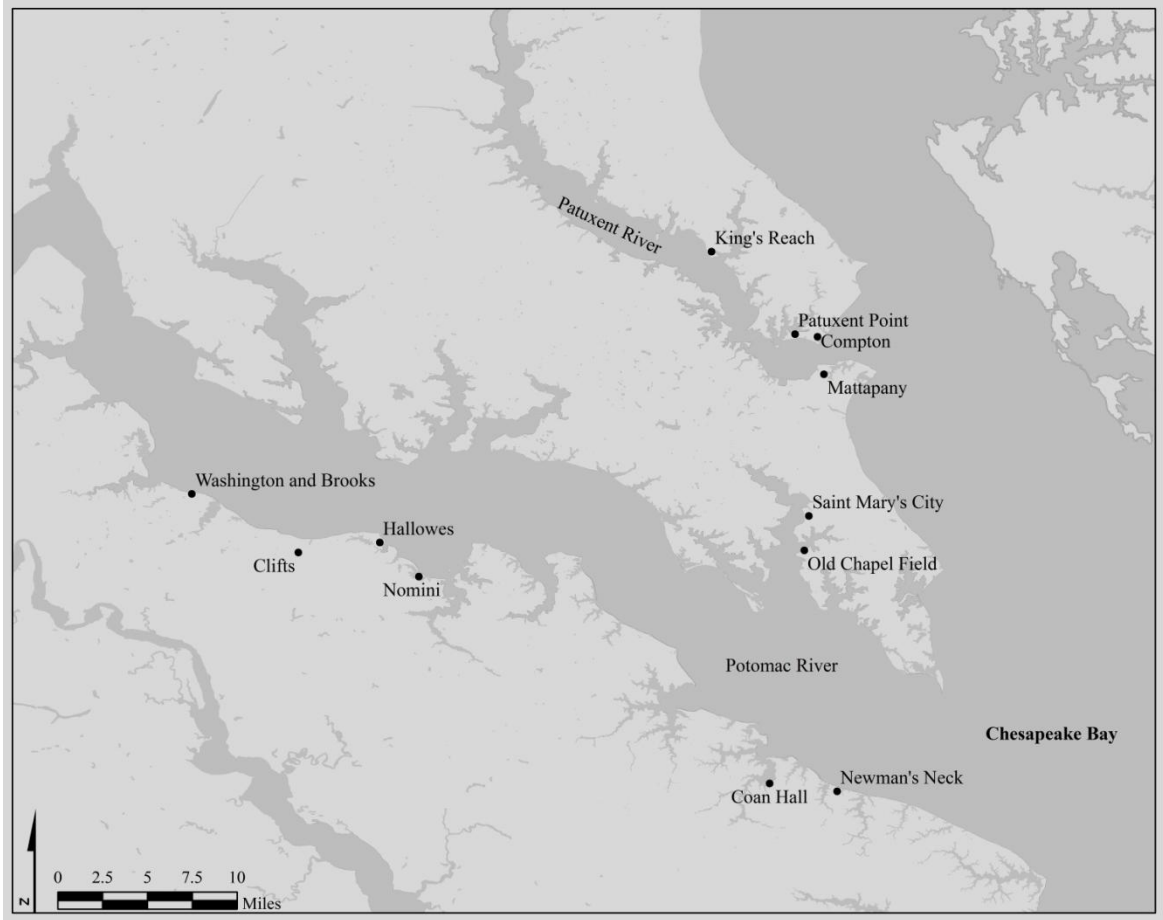 Patuxent River
King's Reach
Patuxent Point
Compton
Mattapany
Washington and Brooks
Saint Mary's City
Hallowes
Clifts
Old Chapel Field
Nomini
Potomac River
Chesapeake Bay
Newman's Neck
Coan Hall
0 2.5 5 7.5 10
Miles
N